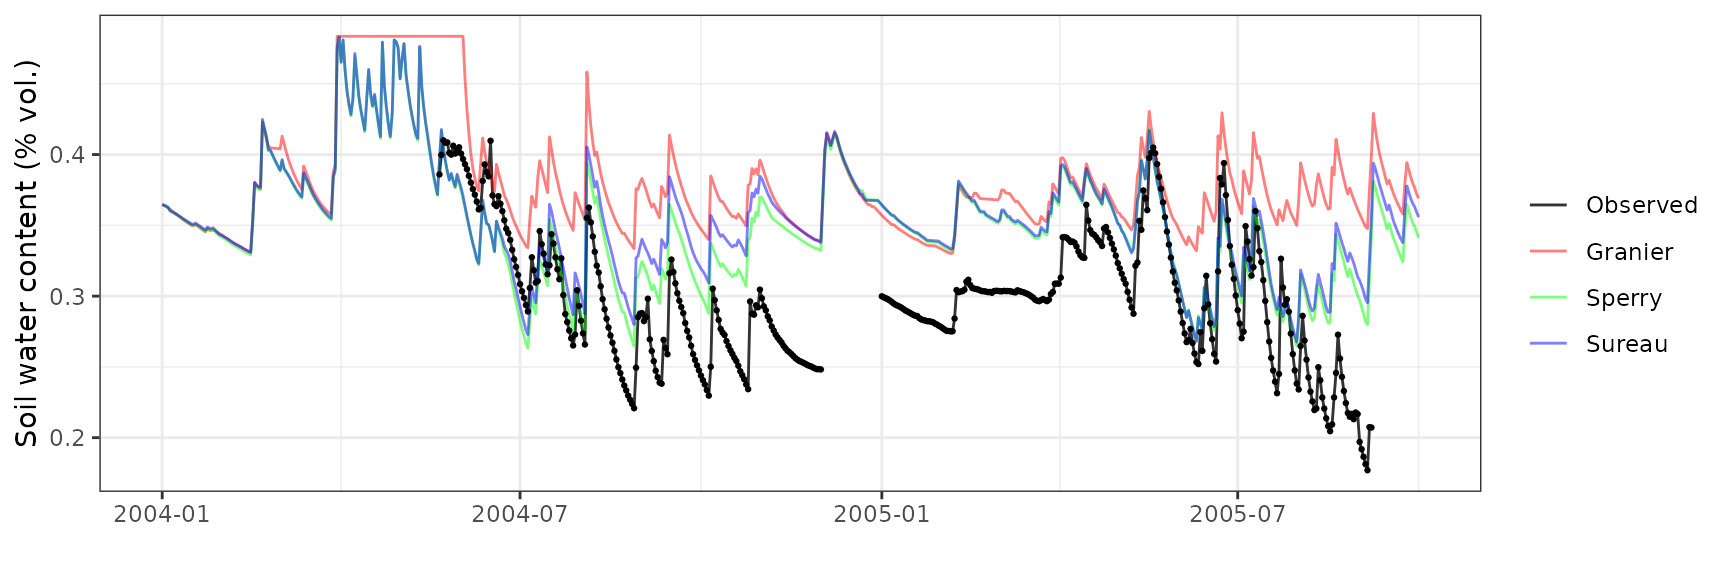 Soil water content (% vol.)
0.4
0.3
0.2
2004-01
2004-07
2005-01
2005-07
Observed
Granier
Sperry
Sureau